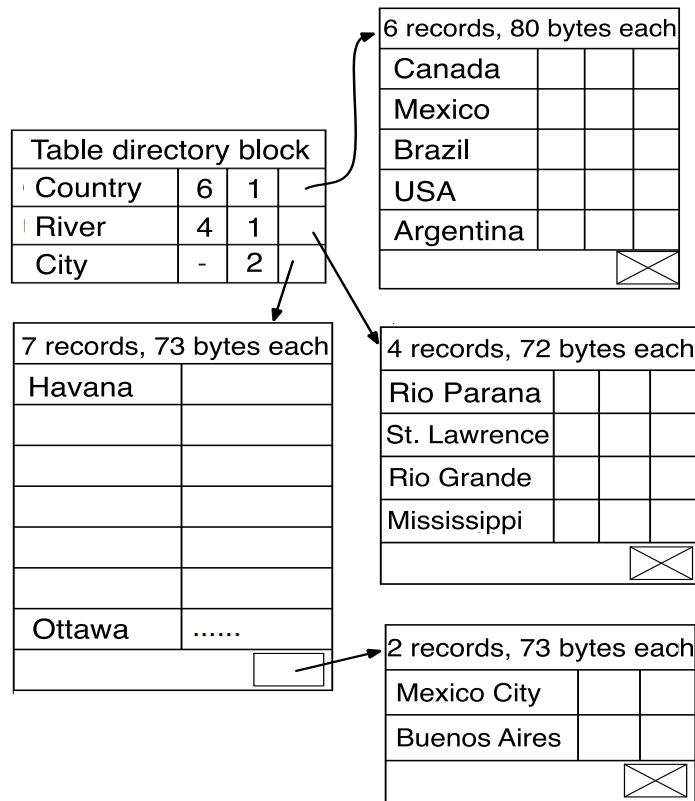 6 records, 80 bytes each
Canada
Mexico
Brazil
USA
Argentina
Table directory block
Country 6 1
River 4 1
City - 2
7 records, 73 bytes each
Havana
Ottawa ......
4 records, 72 bytes each
Rio Parana
St. Lawrence
Rio Grande
Mississippi
2 records, 73 bytes each
Mexico City
Buenos Aires